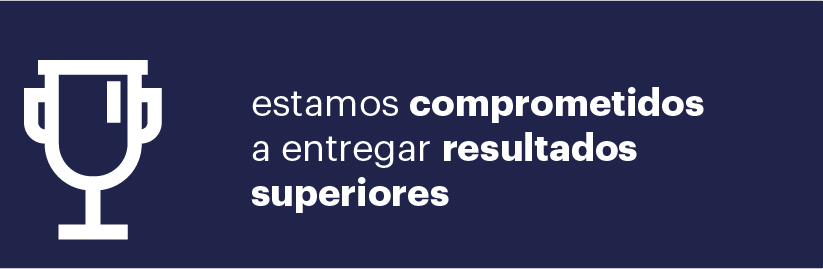 estamos comprometidos
a entregar resultados
superiores